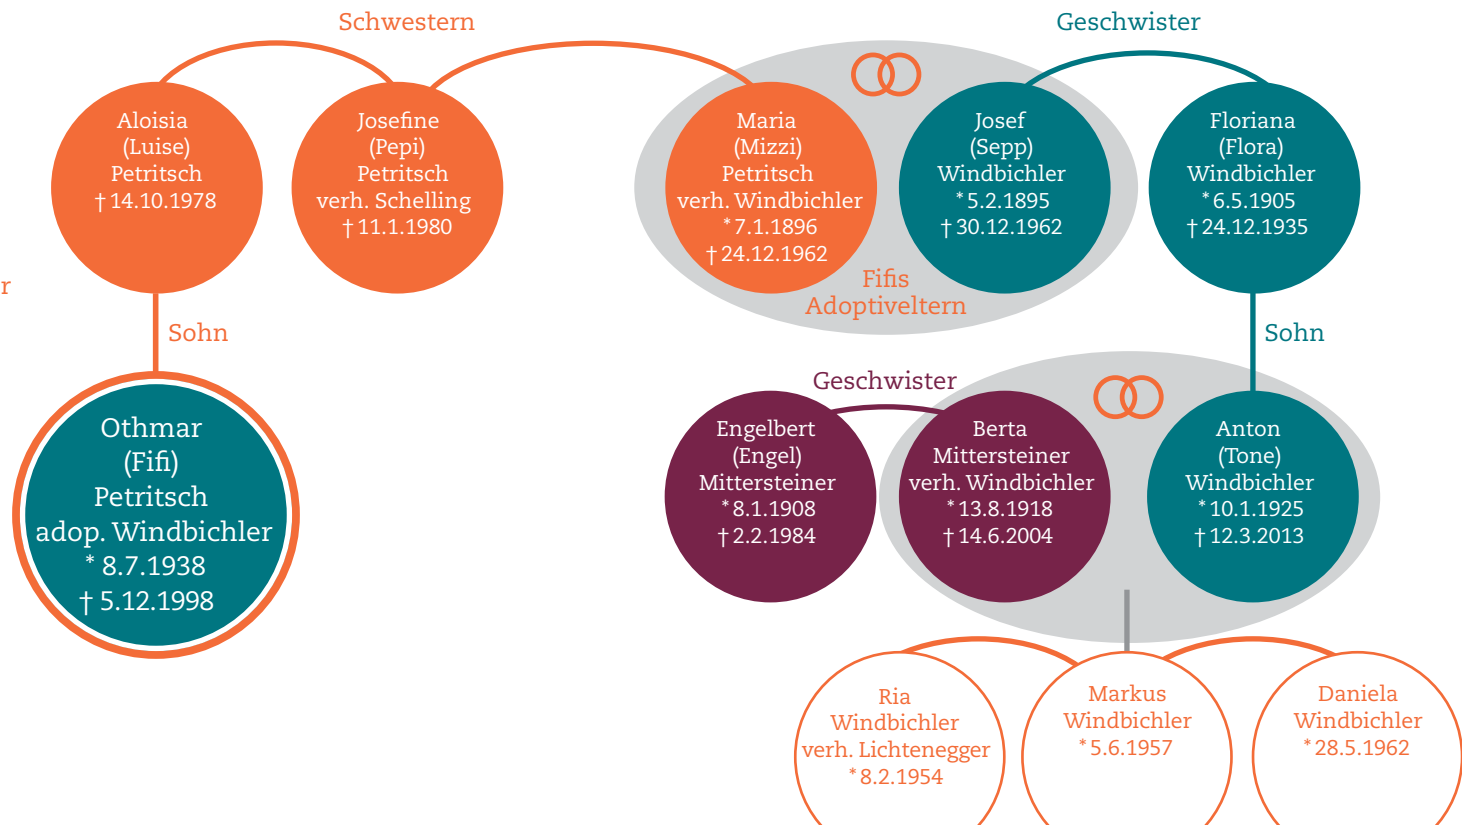 Schwestern
Geschwister
Aloisia
(Luise)
Petritsch
† 14.10.1978
Josefine
(Pepi)
Petritsch
verh. Schelling
† 11.1.1980
Maria
(Mizzi)
Petritsch
verh. Windbichler
* 7.1.1896
† 24.12.1962
Josef
(Sepp)
Windbichler
* 5.2.1895
† 30.12.1962
Floriana
(Flora)
Windbichler
* 6.5.1905
† 24.12.1935
r
Fifis
Adoptiveltern
Sohn
Sohn
Othmar
(Fifi)
Petritsch
adop. Windbichler
* 8.7.1938
† 5.12.1998
Geschwister
Engelbert
(Engel)
Mittersteiner
* 8.1.1908
† 2.2.1984
Berta
Mittersteiner
verh. Windbichler
* 13.8.1918
† 14.6.2004
Anton
(Tone)
Windbichler
* 10.1.1925
† 12.3.2013
Ria
Windbichler
verh. Lichtenegger
* 8.2.1954
Markus
Windbichler
* 5.6.1957
Daniela
Windbichler
* 28.5.1962